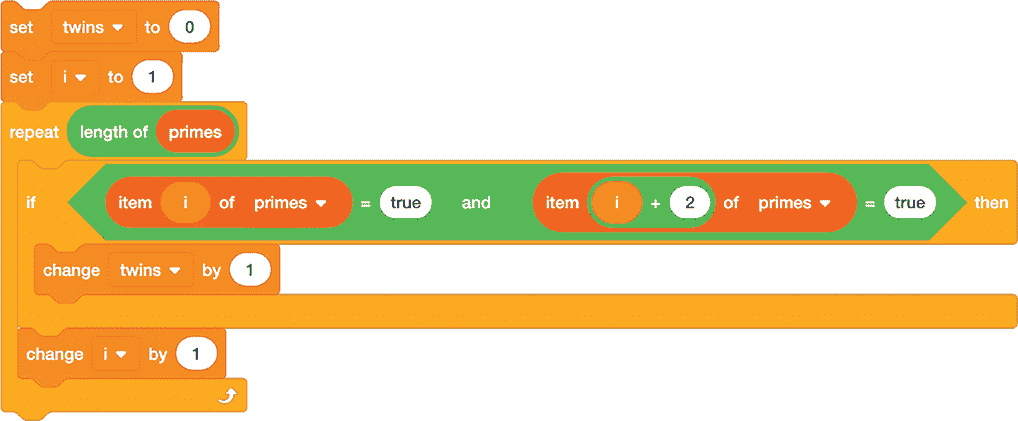 set twins to 0
set i to 1
repeat length of primes
if item i of primes = true and item i + 2 of primes = true then
change twins by 1
change i by 1